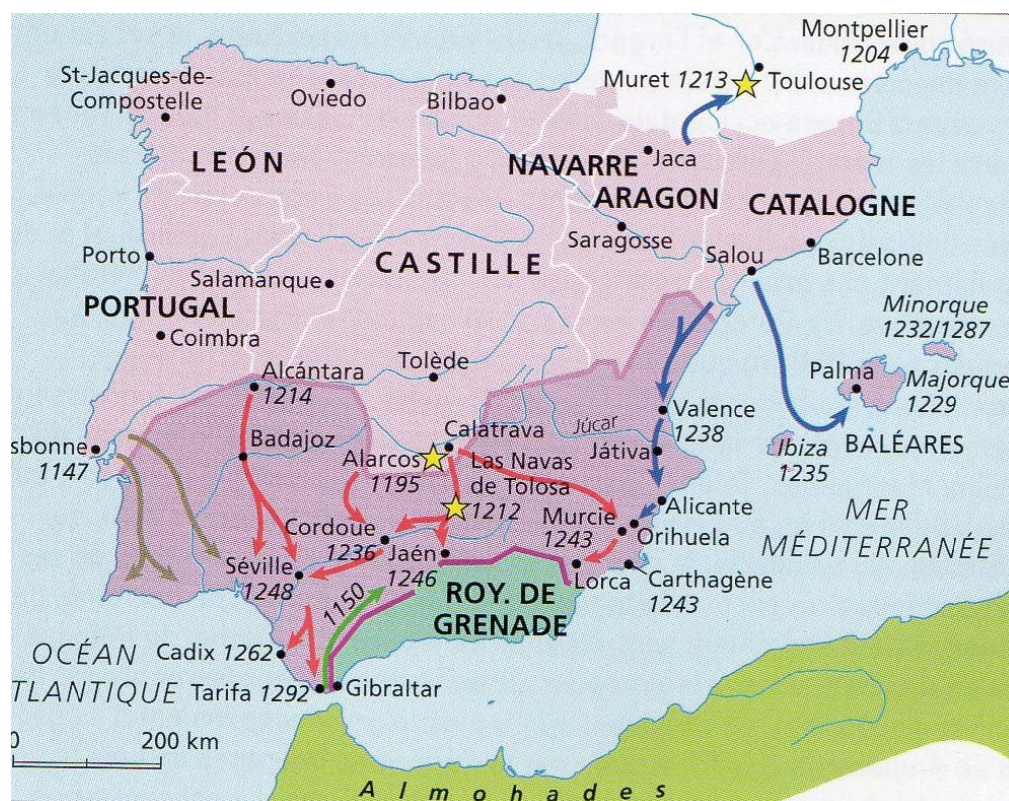 Montpellier
1204
St-Jacques-de-
Compostelle
Oviedo
Bilbao
Muret 1213
Toulouse
LEÓN
NAVARRE
Jaca
ARAGON
CATALOGNE
Saragosse
Porto
Salamanque
CASTILLE
Salou
Barcelone
PORTUGAL
Coimbra
Minorque
1232/1287
Alcántara
1214
Tolède
Palma
Majorque
1229
Valence
1238
Júcar
sbonne
1147
Badajoz
Calatrava
Alarcos
1195
Játiva
Ibiza
1235
BALÉARES
Las Navas
de Tolosa
1212
Cordoue
1236
Murcie
1243
Alicante
Orihuela
MER
MÉDITERRANÉE
Jaén
1246
Séville
1248
Lorca
Carthagène
1243
1150
ROY. DE
GRENADE
OCÉAN
TLANTIQUE
Cadix 1262
Tarifa 1292
Gibraltar
0
200 km
Almohades